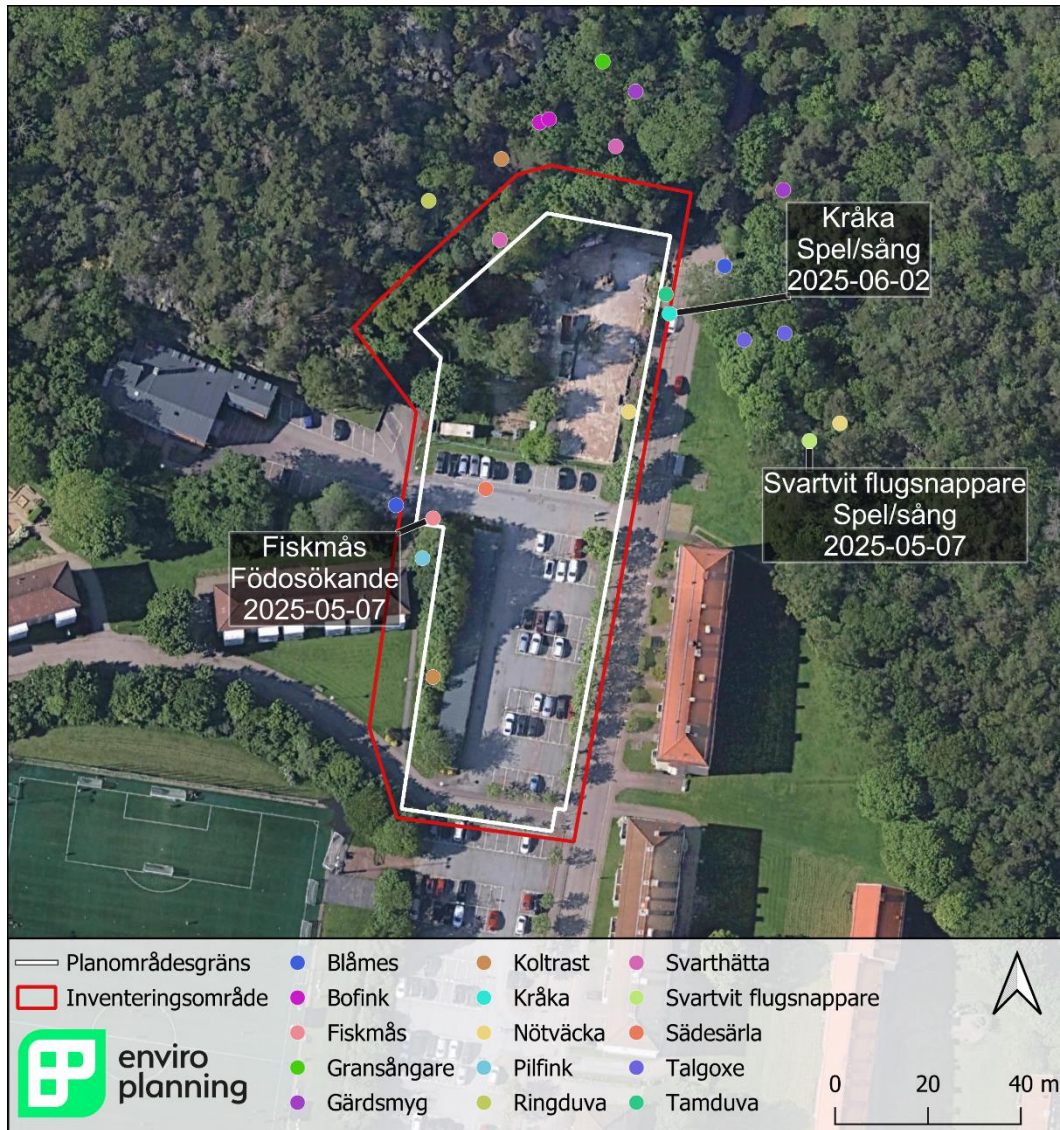 Kråka
Spel/sång
2025-06-02
Svartvit flugsnappare
Spel/sång
2025-05-07
Fiskmås
Födosökande
2025-05-07
Planområdesgräns
Inventeringsområde
enviro
planning
Blåmes
Bofink
Fiskmås
Gransångare
Gärdsmyg
Koltrast
Kråka
Nötväcka
Pilfink
Ringduva
Svarthätta
Svartvit flugsnappare
Sädesärla
Talgoxe
Tamduva
0 20 40 m